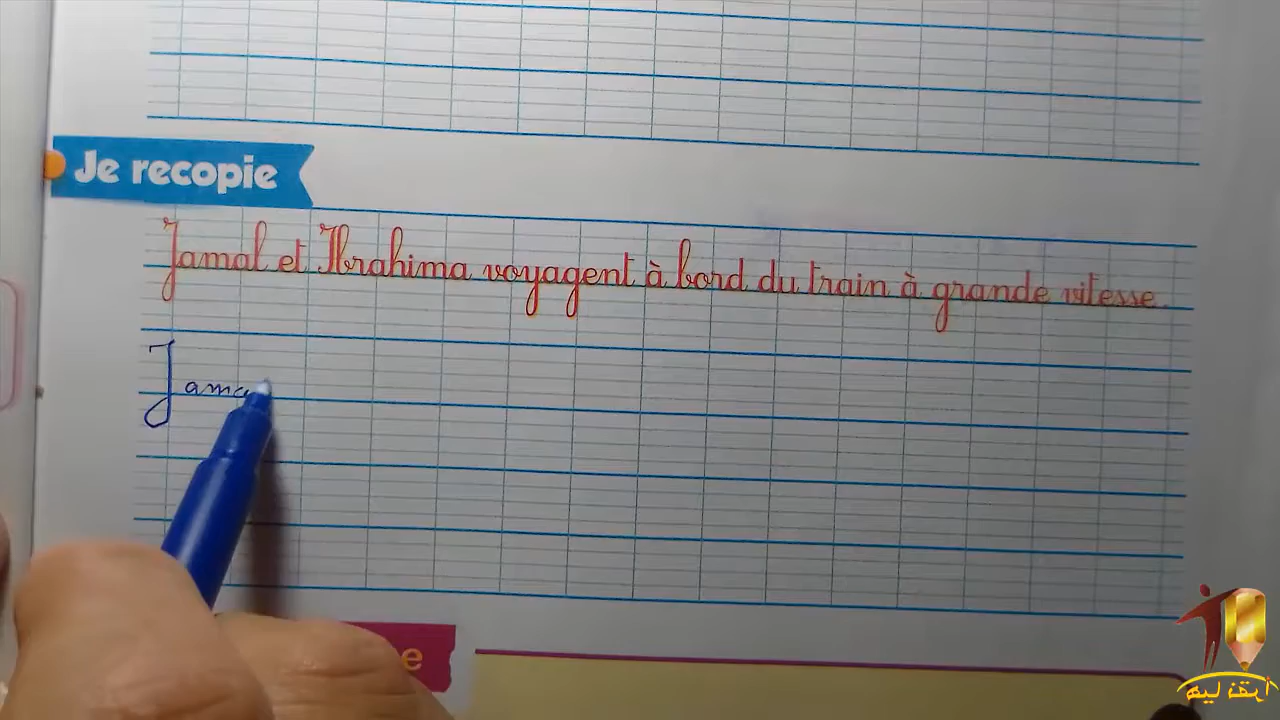 Je recopie
Jamal et Ibrahima voyagent à bord du train à grande vitesse.
Jama
e